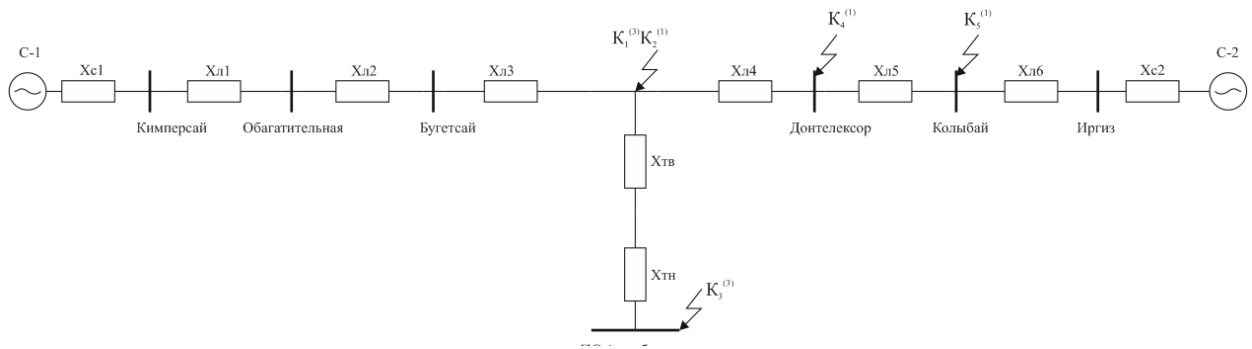 С-1
Хс1
Хл1
Хл2
Хл3
К₁⁽³⁾К₂⁽¹⁾
Хл4
К₄⁽¹⁾
Хл5
К₅⁽¹⁾
Хл6
Хс2
С-2
Кимперсай
Обагатительная
Бугетсай
Донтелексор
Колыбай
Иргиз
Хтв
Хтн
К₃⁽³⁾